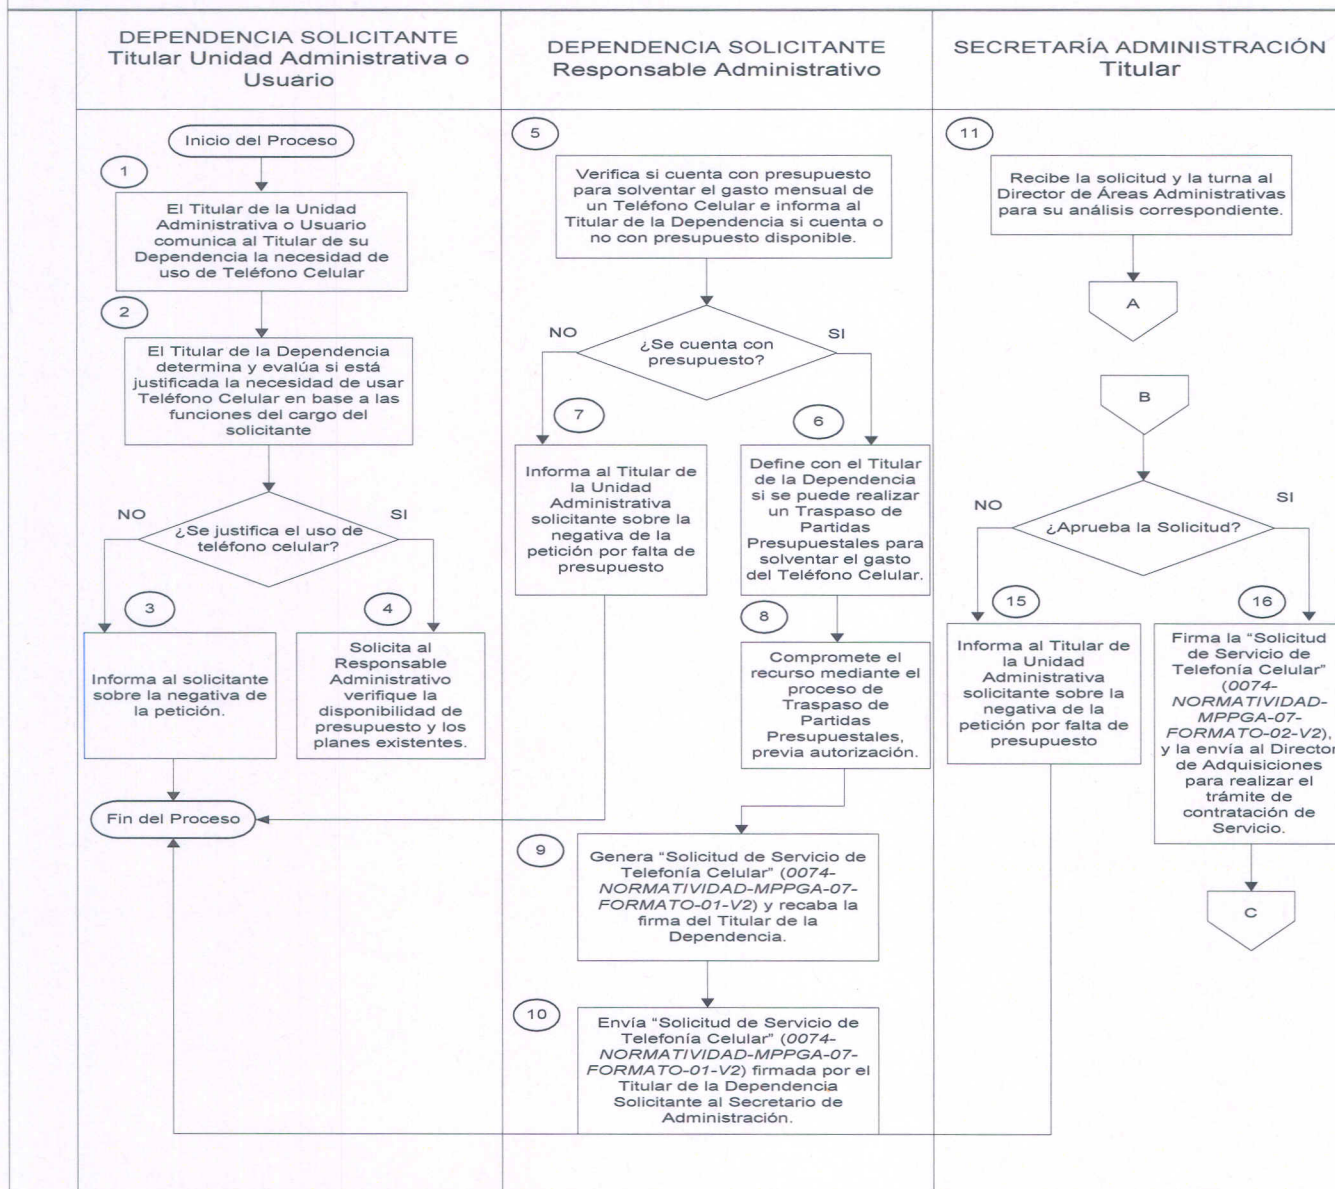 DEPENDENCIA SOLICITANTE
Titular Unidad Administrativa o
Usuario
DEPENDENCIA SOLICITANTE
Responsable Administrativo
SECRETARÍA ADMINISTRACIÓN
Titular
Inicio del Proceso
1
El Titular de la Unidad
Administrativa o Usuario
comunica al Titular de su
Dependencia la necesidad de
uso de Teléfono Celular
2
El Titular de la Dependencia
determina y evalúa si está
justificada la necesidad de usar
Teléfono Celular en base a las
funciones del cargo del
solicitante
NO
¿Se justifica el uso de
teléfono celular?
SI
3
Informa al solicitante
sobre la negativa de
la petición.
4
Solicita al
Responsable
Administrativo
verifique la
disponibilidad de
presupuesto y los
planes existentes.
Fin del Proceso
5
Verifica si cuenta con presupuesto
para solventar el gasto mensual de
un Teléfono Celular e informa al
Titular de la Dependencia si cuenta o
no con presupuesto disponible.
NO
¿Se cuenta con
presupuesto?
SI
7
Informa al Titular de
la Unidad
Administrativa
solicitante sobre la
negativa de la
petición por falta de
presupuesto
6
Define con el Titular
de la Dependencia
si se puede realizar
un Traspaso de
Partidas
Presupuestales para
solventar el gasto
del Teléfono Celular.
8
Compromete el
recurso mediante el
proceso de
Traspaso de
Partidas
Presupuestales,
previa autorización.
9
Genera “Solicitud de Servicio de
Telefonía Celular” (0074-
NORMATIVIDAD-MPPGA-07-
FORMATO-01-V2) y recaba la
firma del Titular de la
Dependencia.
10
Envía “Solicitud de Servicio de
Telefonía Celular” (0074-
NORMATIVIDAD-MPPGA-07-
FORMATO-01-V2) firmada por el
Titular de la Dependencia
Solicitante al Secretario de
Administración.
11
Recibe la solicitud y la turna al
Director de Áreas Administrativas
para su análisis correspondiente.
A
B
NO
¿Aprueba la Solicitud?
SI
15
Informa al Titular de
la Unidad
Administrativa
solicitante sobre la
negativa de la
petición por falta de
presupuesto
16
Firma la “Solicitud
de Servicio de
Telefonía Celular”
(0074-
NORMATIVIDAD-
MPPGA-07-
FORMATO-02-V2),
y la envía al Director
de Adquisiciones
para realizar el
trámite de
contratación de
Servicio.
C